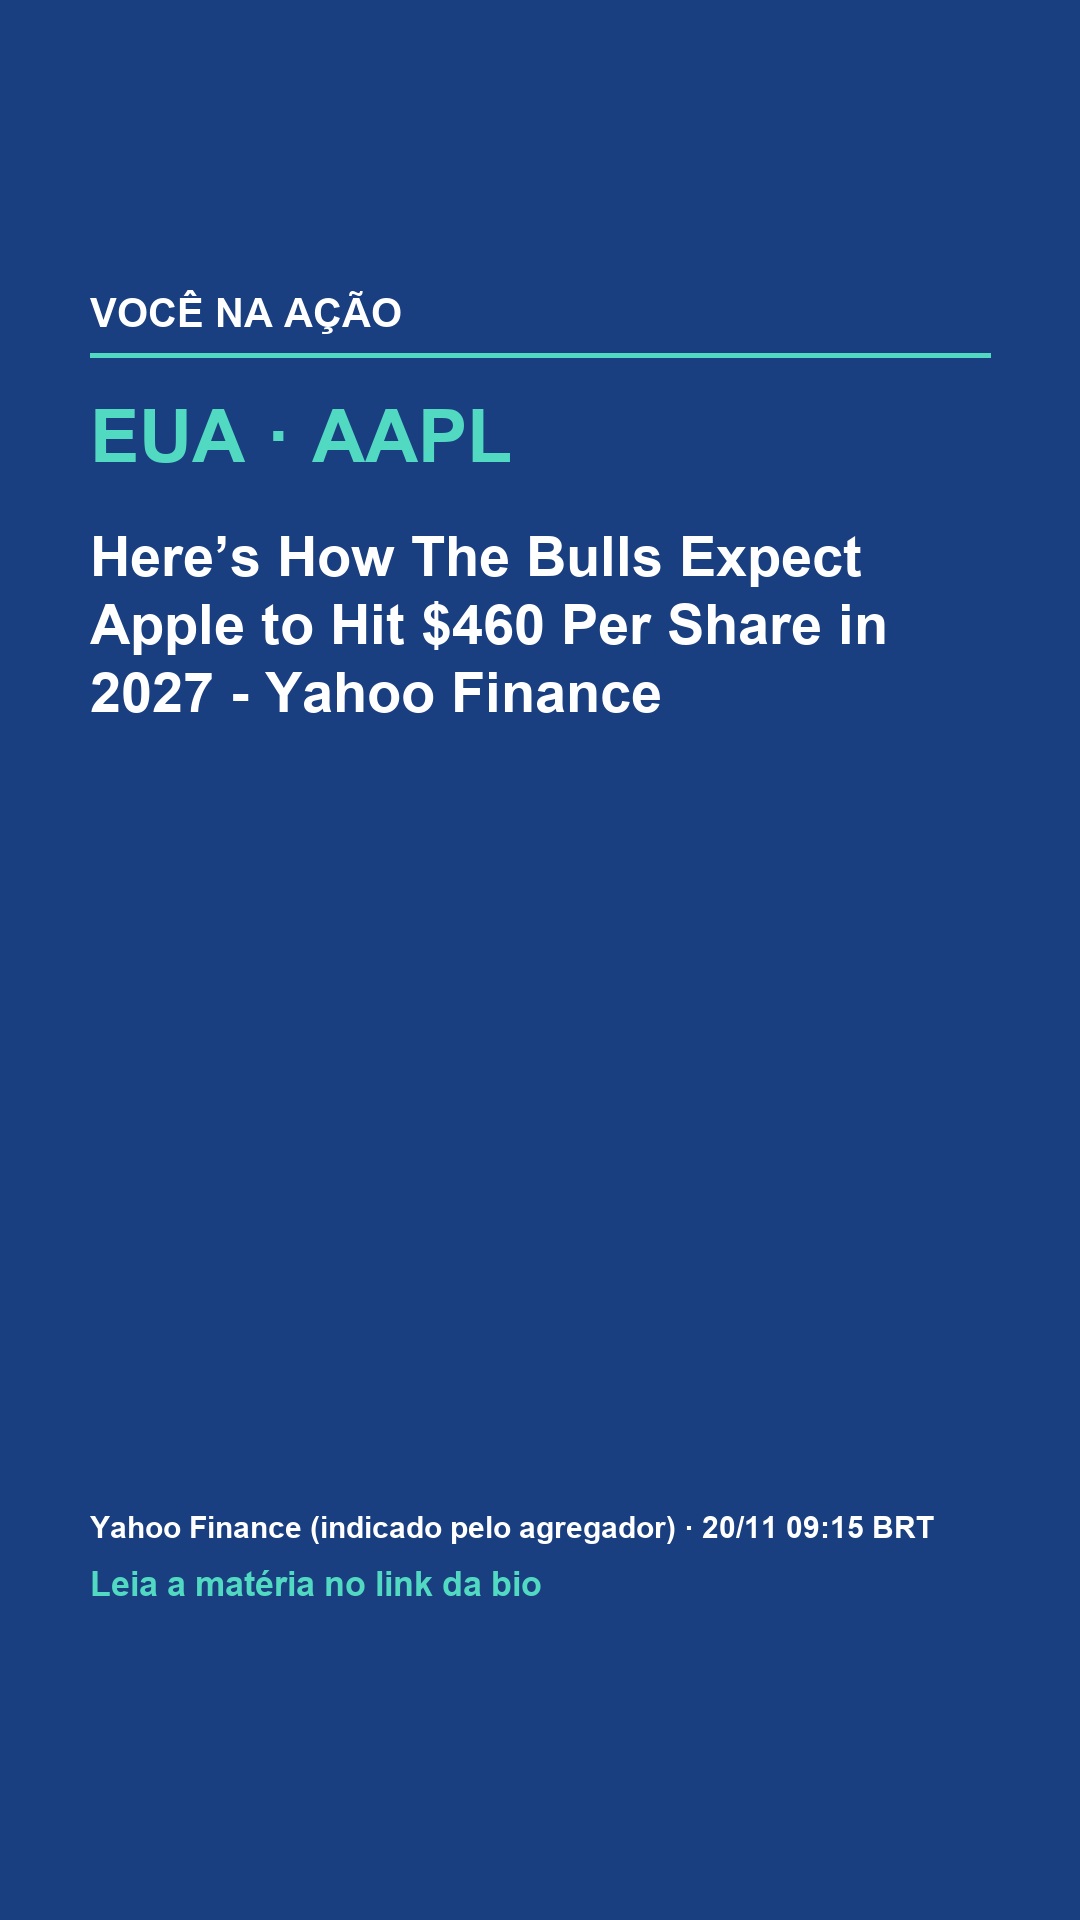 VOCÊ NA AÇÃO
EUA · AAPL
Here’s How The Bulls Expect
Apple to Hit $460 Per Share in
2027 - Yahoo Finance
Yahoo Finance (indicado pelo agregador) · 20/11 09:15 BRT
Leia a matéria no link da bio